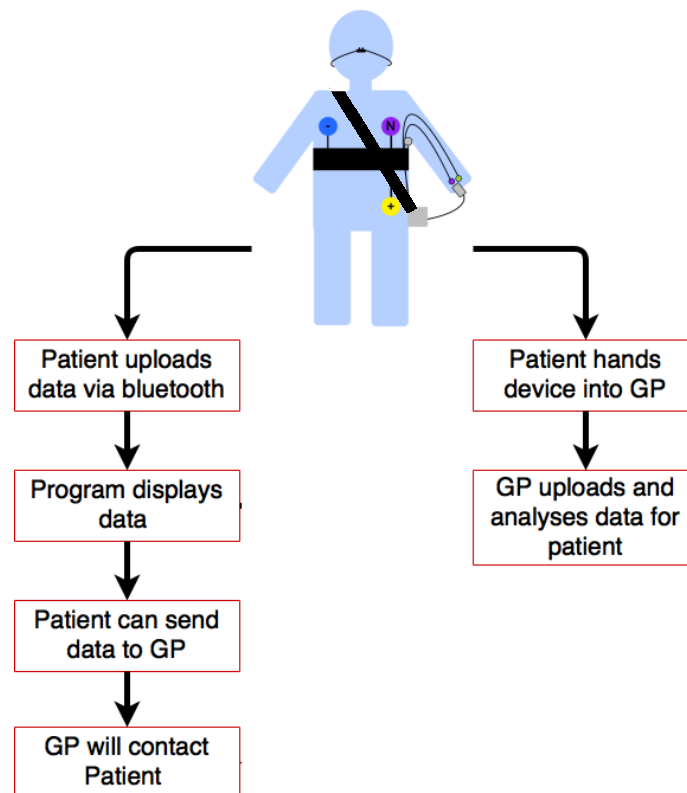 -
N
+
Patient uploads
data via bluetooth
Program displays
data
Patient can send
data to GP
GP will contact
Patient
Patient hands
device into GP
GP uploads and
analyses data for
patient